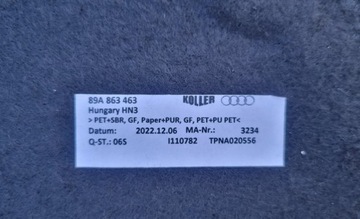 89A 863 463 KOLLER
Hungary HN3
> PET+SBR, GF, Paper+PUR, GF, PET+PU PET<
Datum: 2022.12.06 MA-Nr.: 3234
Q-ST.: 06S I110782 TPNA020556